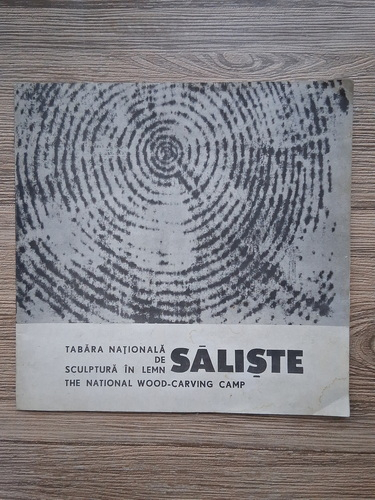 TABĂRA NAȚIONALĂ
DE
SCULPTURĂ ÎN LEMN
SĂLIȘTE
THE NATIONAL WOOD-CARVING CAMP